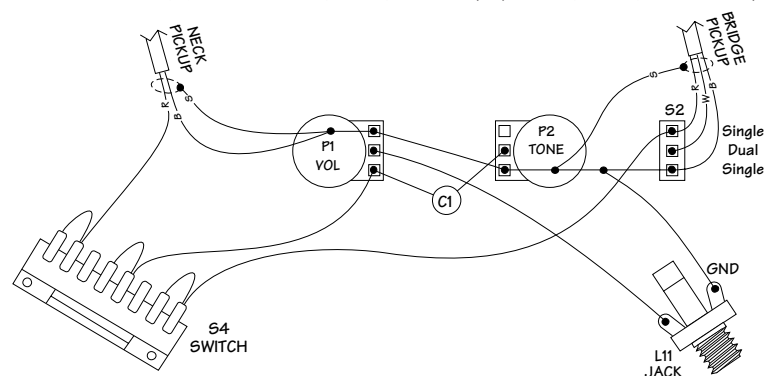 NECK
PICKUP
R
B
S
P1
VOL
C1
P2
TONE
BRIDGE
PICKUP
S
R
W
B
S2
Single
Dual
Single
S4
SWITCH
GND
L11
JACK